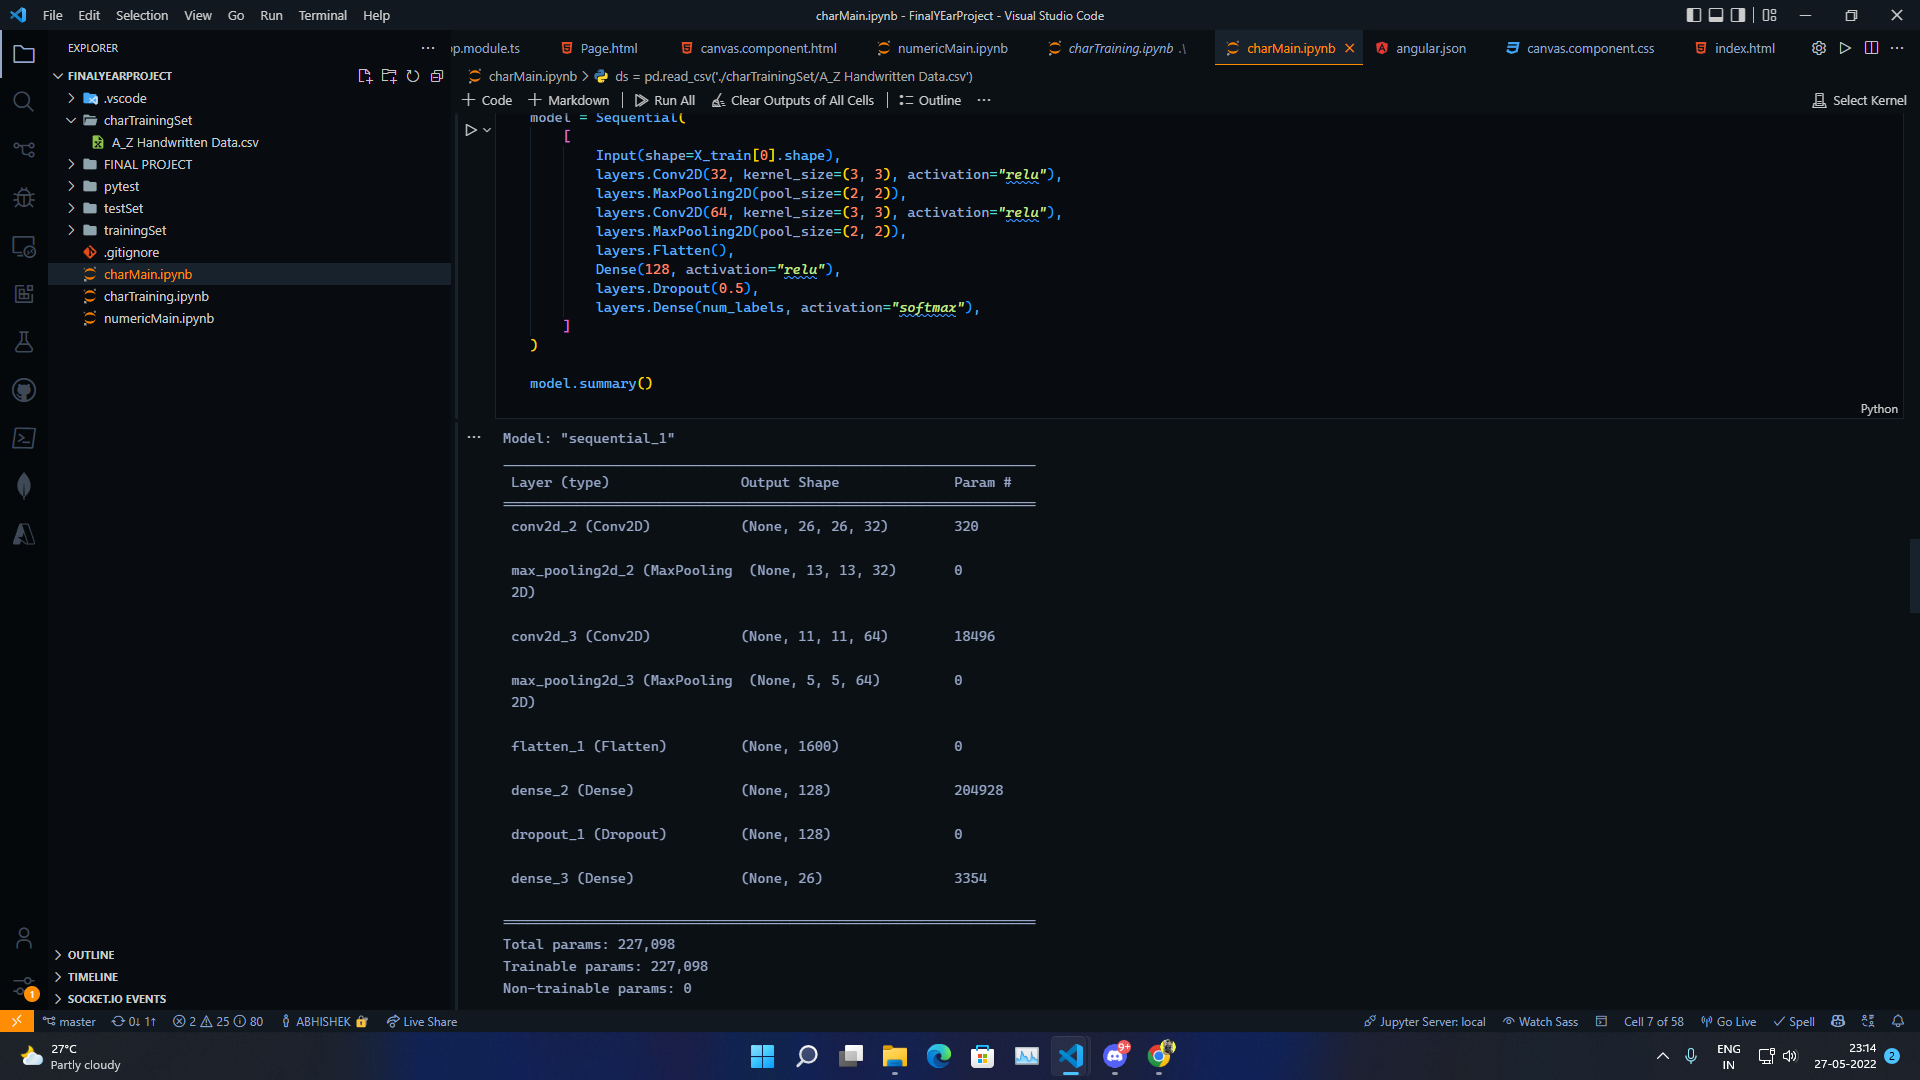 File Edit Selection View Go Run Terminal Help
charMain.ipynb - FinalYEarProject - Visual Studio Code
EXPLORER
pp.module.ts Page.html canvas.component.html numericMain.ipynb charTraining.ipynb .\ charMain.ipynb angular.json canvas.component.css index.html
FINALYEARPROJECT
charMain.ipynb > ds = pd.read_csv('./charTrainingSet/A_Z Handwritten Data.csv')
.vscode
charTrainingSet
A_Z Handwritten Data.csv
FINAL PROJECT
pytest
testSet
trainingSet
.gitignore
charMain.ipynb
charTraining.ipynb
numericMain.ipynb
OUTLINE
TIMELINE
SOCKET.IO EVENTS
+ Code + Markdown Run All Clear Outputs of All Cells Outline ... Select Kernel
model = Sequential(
[
Input(shape=X_train[0].shape),
layers.Conv2D(32, kernel_size=(3, 3), activation="relu"),
layers.MaxPooling2D(pool_size=(2, 2)),
layers.Conv2D(64, kernel_size=(3, 3), activation="relu"),
layers.MaxPooling2D(pool_size=(2, 2)),
layers.Flatten(),
Dense(128, activation="relu"),
layers.Dropout(0.5),
layers.Dense(num_labels, activation="softmax"),
]
)
model.summary()
Python
Model: "sequential_1"
Layer (type) Output Shape Param #
conv2d_2 (Conv2D) (None, 26, 26, 32) 320
max_pooling2d_2 (MaxPooling (None, 13, 13, 32) 0
2D)
conv2d_3 (Conv2D) (None, 11, 11, 64) 18496
max_pooling2d_3 (MaxPooling (None, 5, 5, 64) 0
2D)
flatten_1 (Flatten) (None, 1600) 0
dense_2 (Dense) (None, 128) 204928
dropout_1 (Dropout) (None, 128) 0
dense_3 (Dense) (None, 26) 3354
Total params: 227,098
Trainable params: 227,098
Non-trainable params: 0
1
master 0↓ 1↑ 2 25 80 ABHISHEK Live Share Jupyter Server: local Watch Sass Cell 7 of 58 Go Live Spell
27°C
Partly cloudy
9+
ENG
IN
23:14
27-05-2022
2